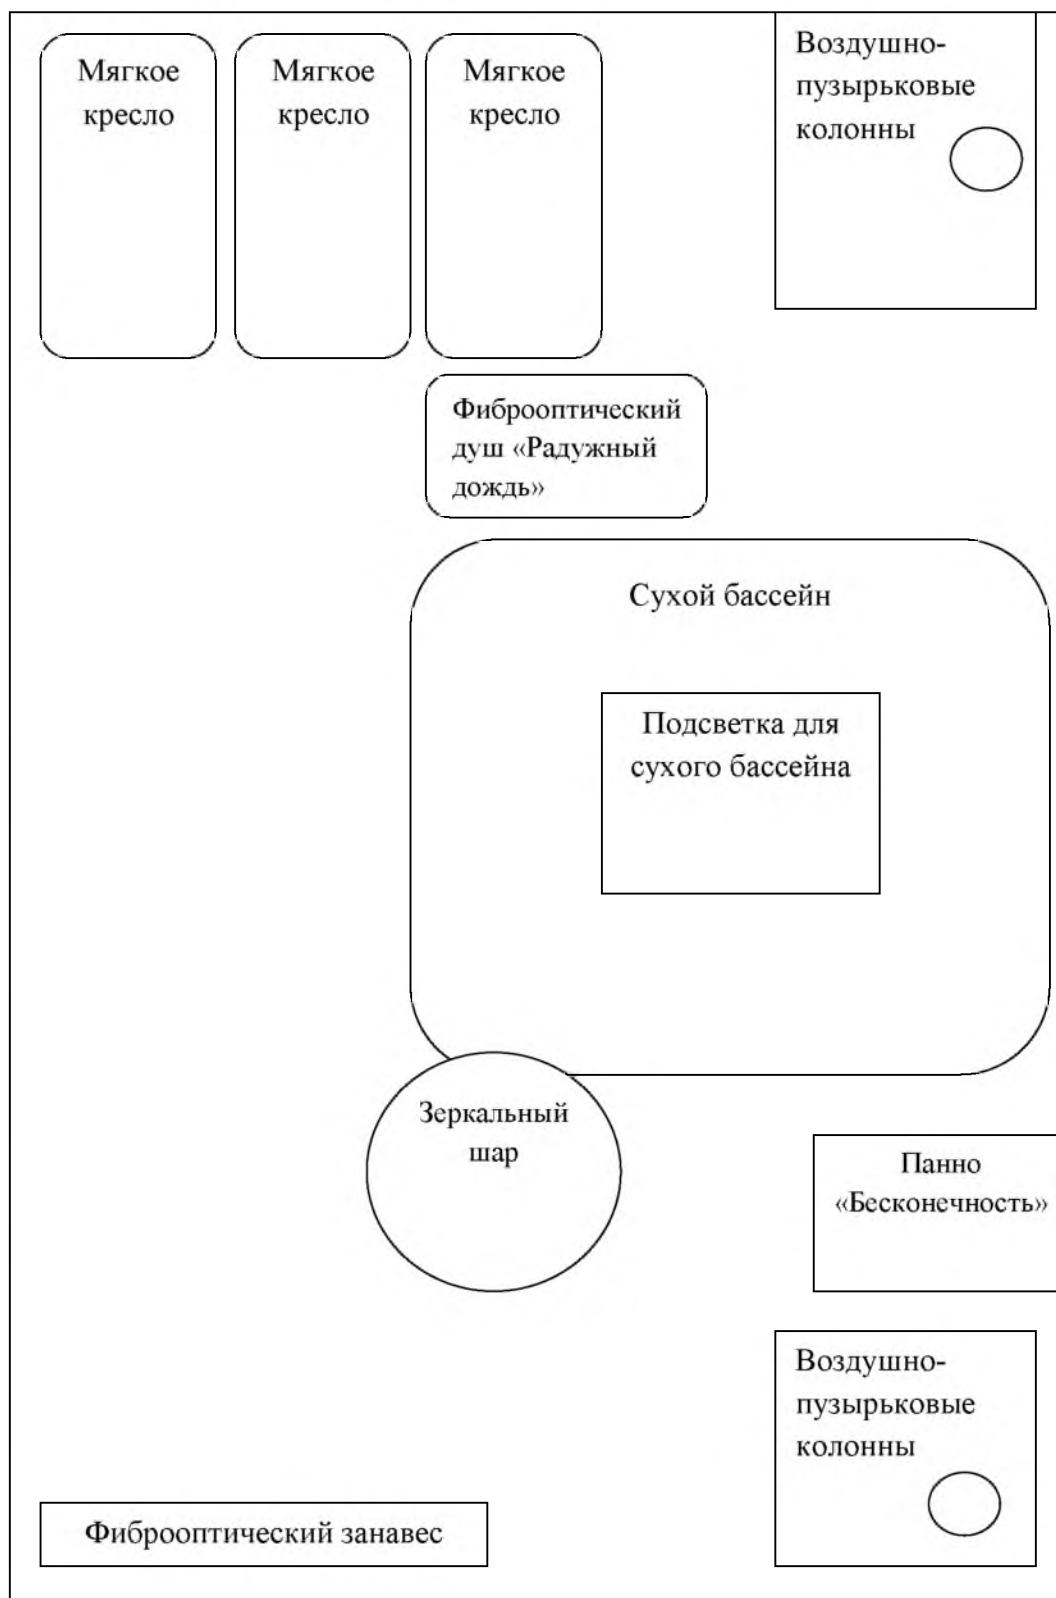 Мягкое
кресло
Мягкое
кресло
Мягкое
кресло
Воздушно-
пузырьковые
колонны
Фиброоптический
душ «Радужный
дождь»
Сухой бассейн
Подсветка для
сухого бассейна
Зеркальный
шар
Панно
«Бесконечность»
Воздушно-
пузырьковые
колонны
Фиброоптический занавес